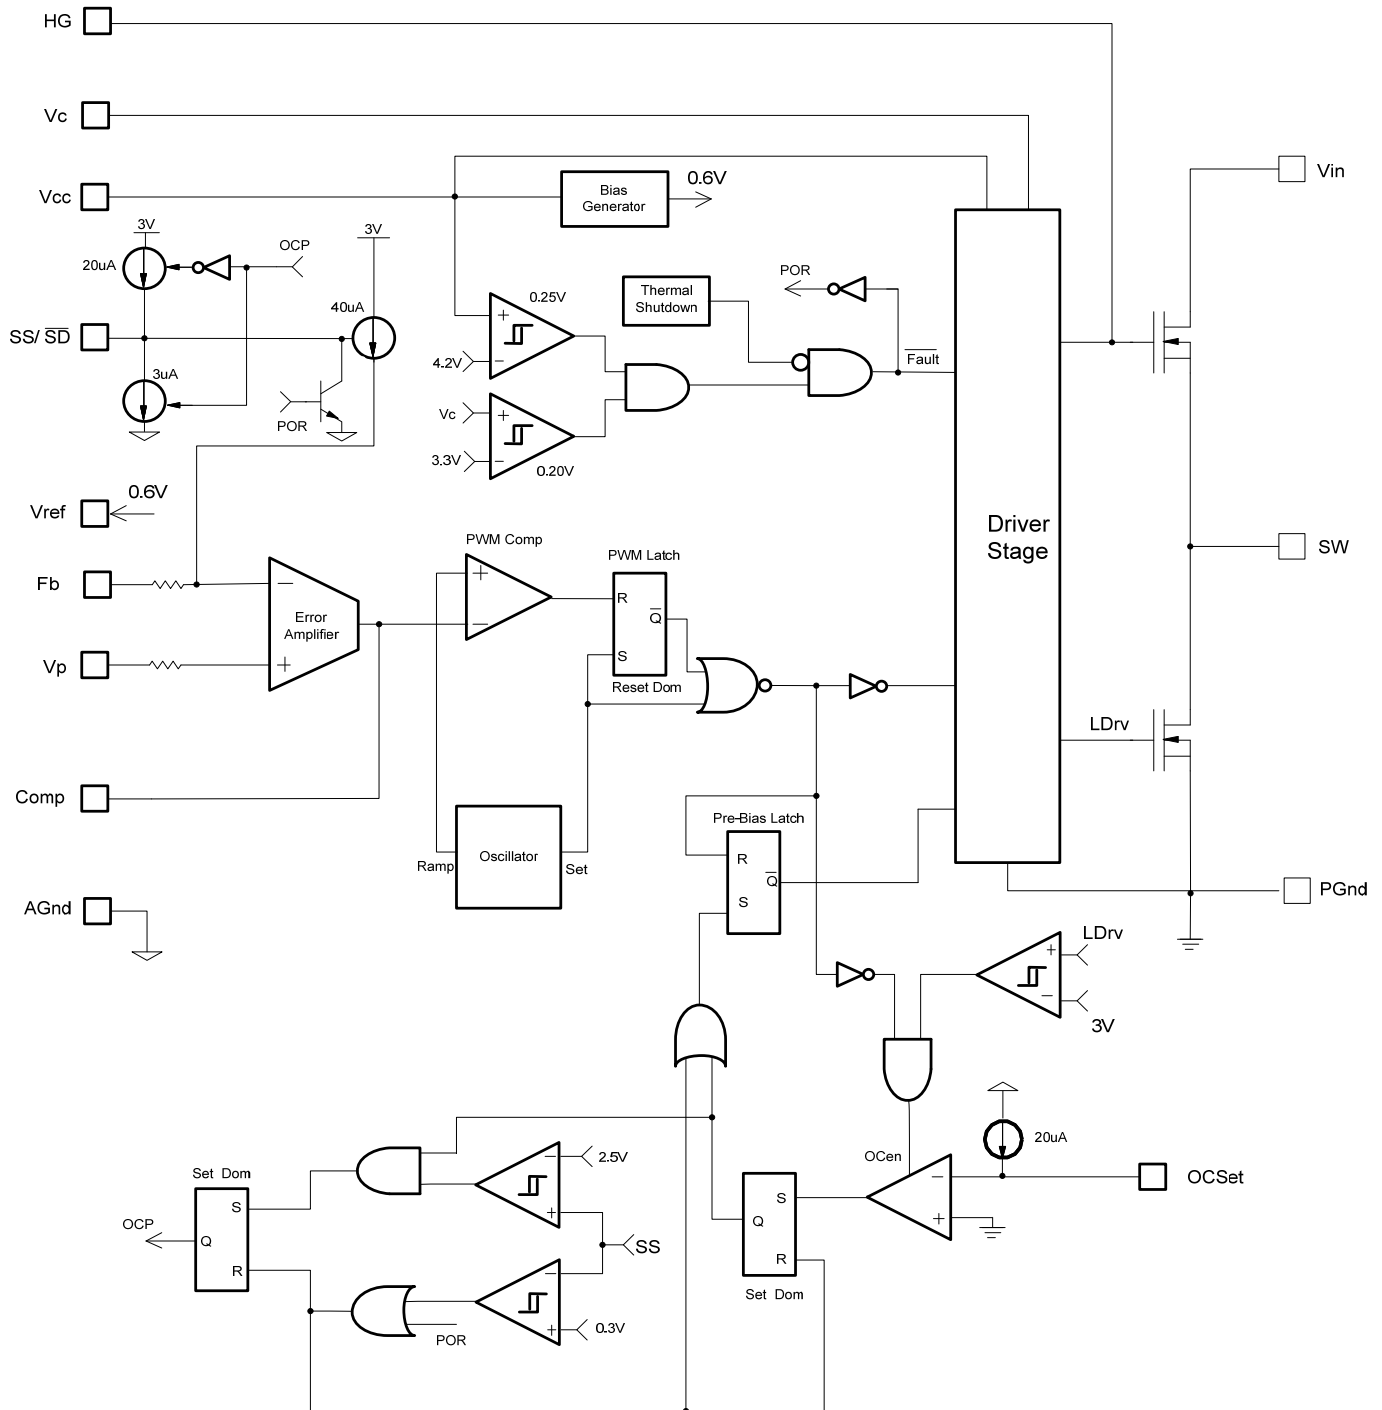 HG
Vc
Vin
Vcc
Bias
Generator
0.6V
3V
3V
OCP
20uA
POR
Thermal
Shutdown
0.25V
40uA
SS/ SD
4.2V
Fault
3uA
Vc
POR
3.3V
0.20V
0.6V
Vref
Driver
Stage
SW
PWM Comp
PWM Latch
Fb
+
−
R
Q
S
Error
Amplifier
Vp
Reset Dom
LDrv
Comp
Pre-Bias Latch
Ramp
Oscillator
Set
R
Q
S
PGnd
AGnd
LDrv
3V
20uA
OCen
OCSet
2.5V
Set Dom
S
Q
R
OCP
SS
S
Q
R
Set Dom
0.3V
POR